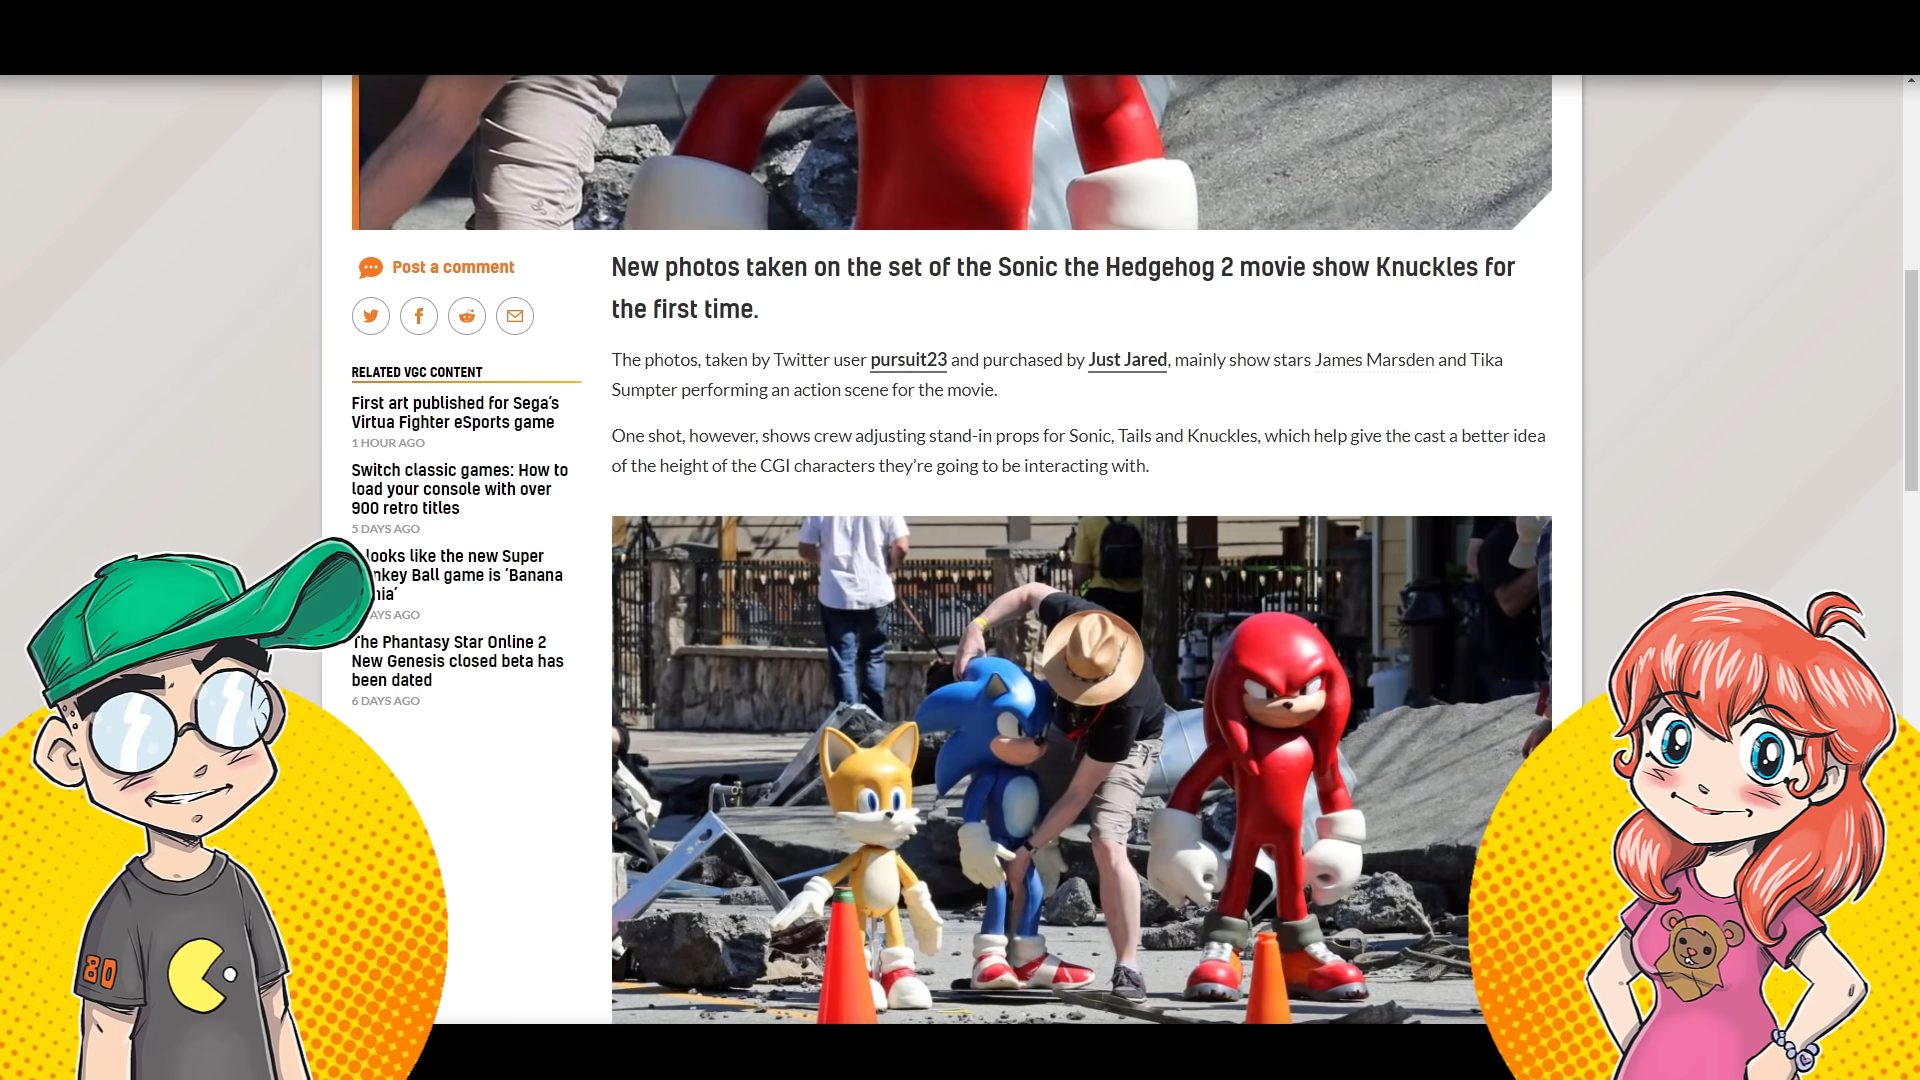 Post a comment
RELATED VGC CONTENT
First art published for Sega's
Virtua Fighter eSports game
1 HOUR AGO
Switch classic games: How to
load your console with over
900 retro titles
5 DAYS AGO
looks like the new Super
nkey Ball game is ‘Banana
nia’
AYS AGO
The Phantasy Star Online 2
New Genesis closed beta has
been dated
6 DAYS AGO
New photos taken on the set of the Sonic the Hedgehog 2 movie show Knuckles for
the first time.
The photos, taken by Twitter user pursuit23 and purchased by Just Jared, mainly show stars James Marsden and Tika
Sumpter performing an action scene for the movie.
One shot, however, shows crew adjusting stand-in props for Sonic, Tails and Knuckles, which help give the cast a better idea
of the height of the CGI characters they’re going to be interacting with.
80